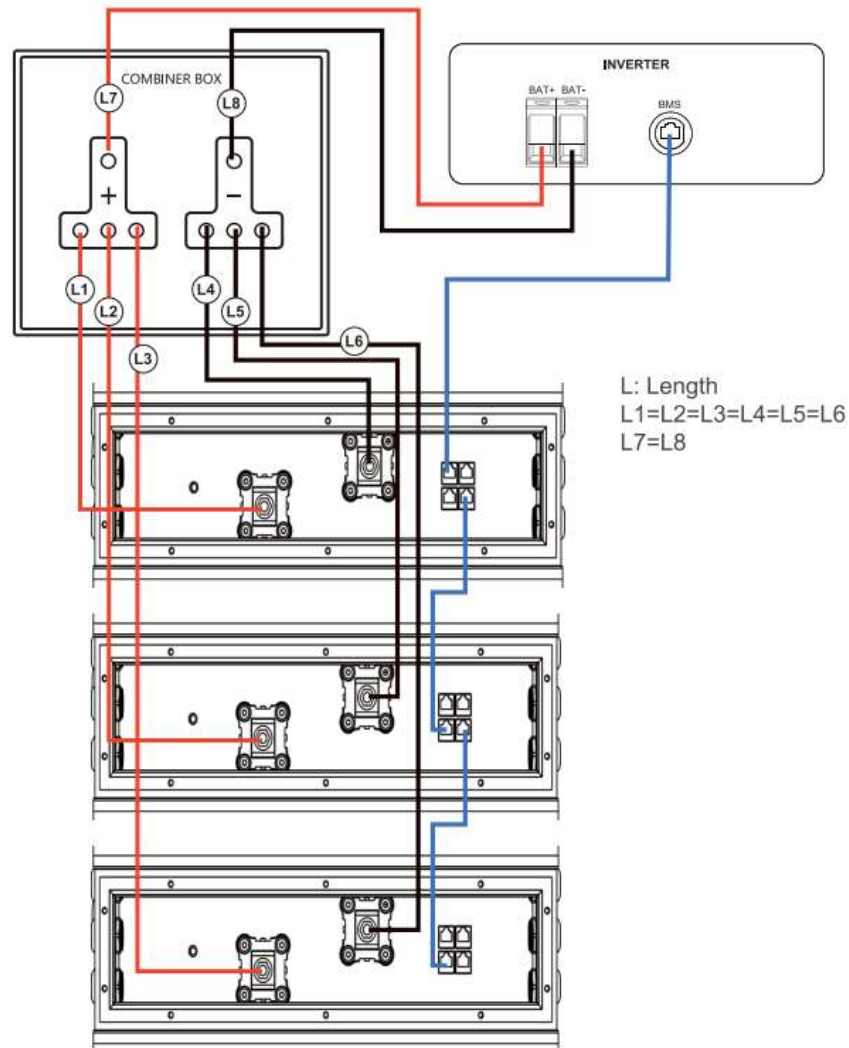 COMBINER BOX
L7
L8
+
−
L1
L2
L3
L4
L5
L6
INVERTER
BAT+ BAT-
BMS
L: Length
L1=L2=L3=L4=L5=L6
L7=L8